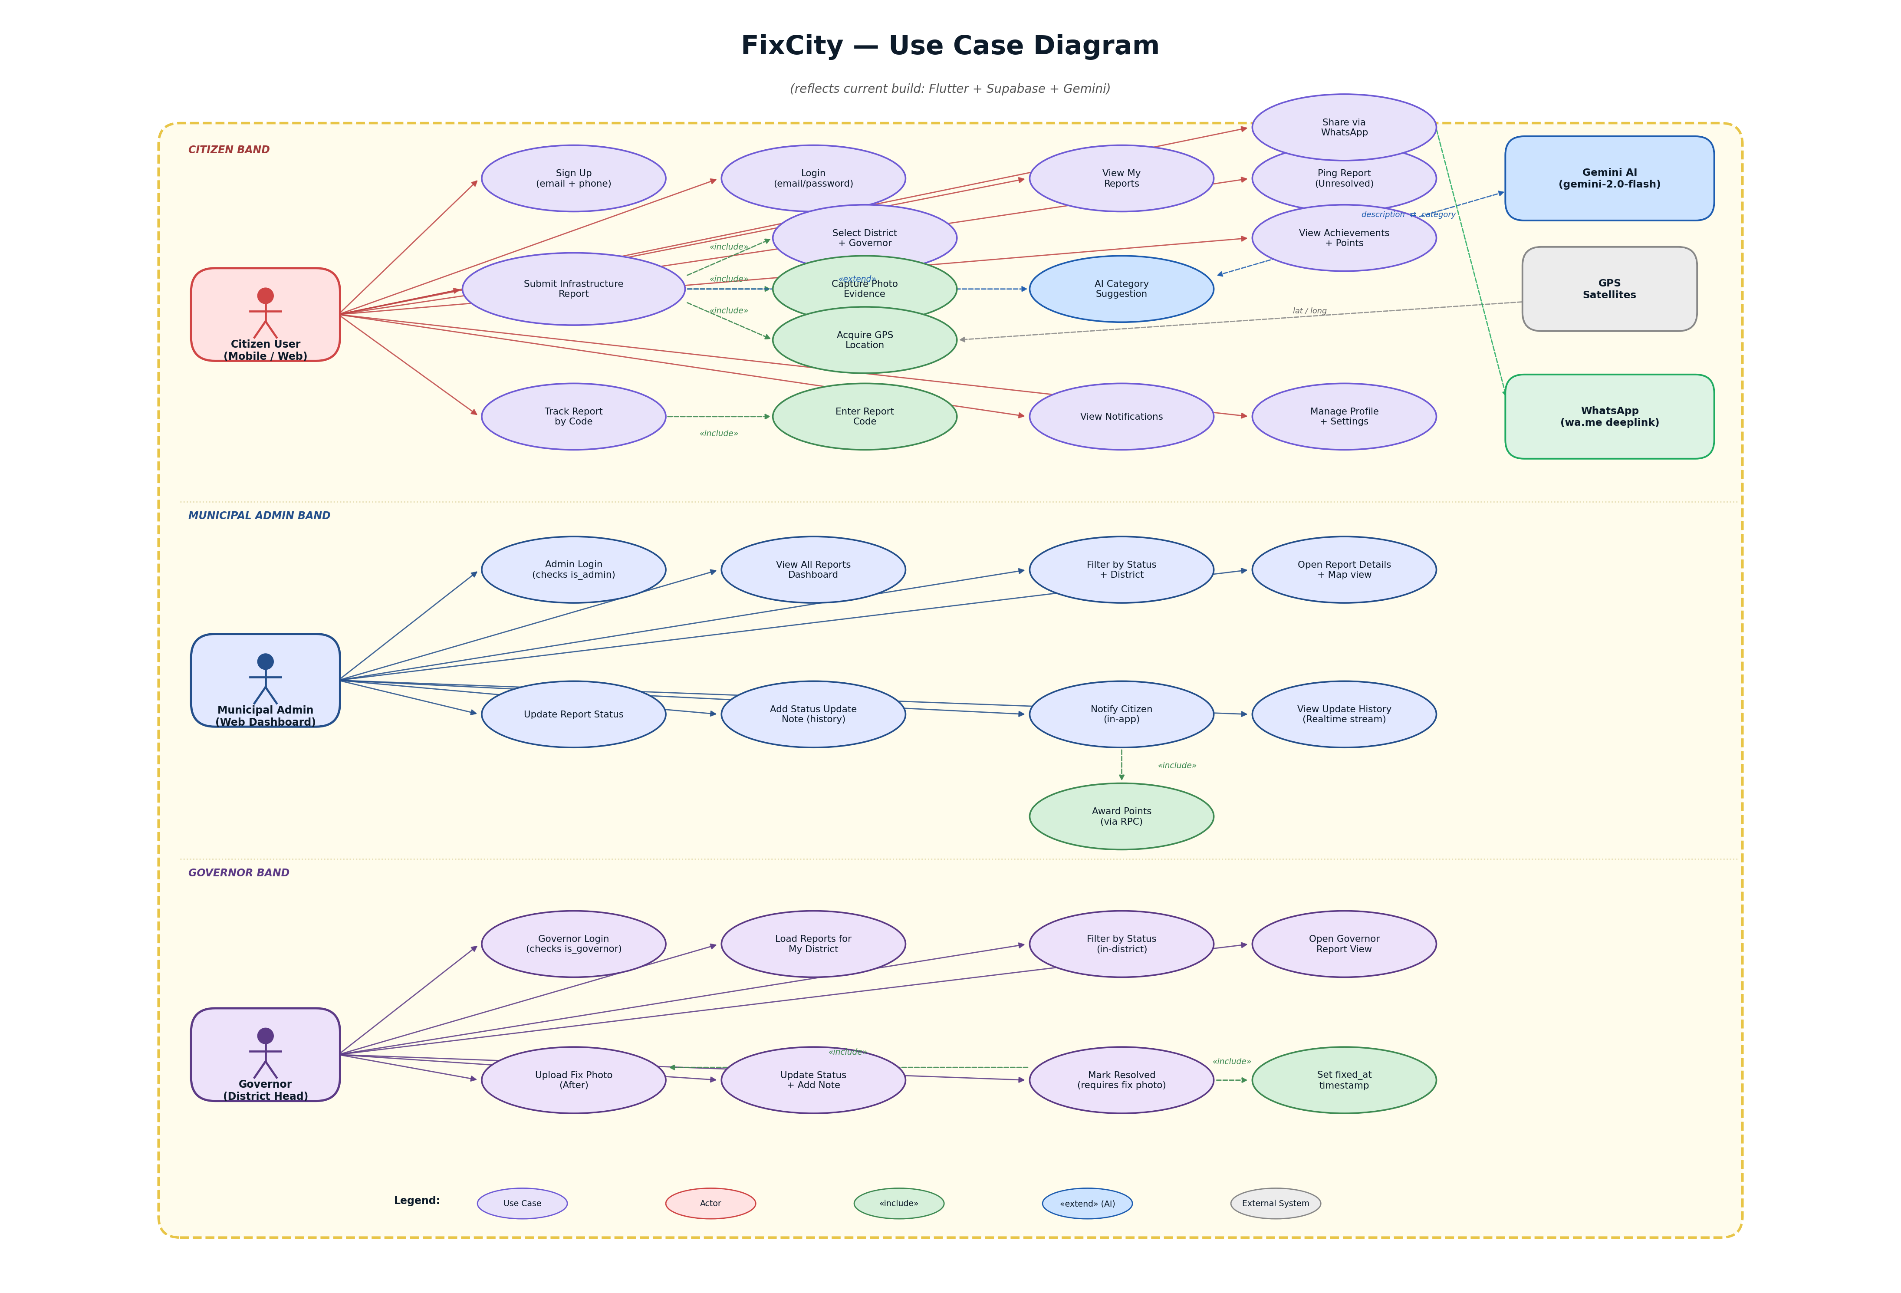 FixCity — Use Case Diagram
(reflects current build: Flutter + Supabase + Gemini)
CITIZEN BAND
Share via
WhatsApp
Sign Up
(email + phone)
Login
(email/password)
View My
Reports
Ping Report
(Unresolved)
Gemini AI
(gemini-2.0-flash)
description ⇄ category
Select District
+ Governor
View Achievements
+ Points
«include»
«include»
«extend»
Submit Infrastructure
Report
Capture Photo
Evidence
AI Category
Suggestion
GPS
Satellites
«include»
lat / long
Acquire GPS
Location
Citizen User
(Mobile / Web)
Track Report
by Code
«include»
Enter Report
Code
View Notifications
Manage Profile
+ Settings
WhatsApp
(wa.me deeplink)
MUNICIPAL ADMIN BAND
Admin Login
(checks is_admin)
View All Reports
Dashboard
Filter by Status
+ District
Open Report Details
+ Map view
Municipal Admin
(Web Dashboard)
Update Report Status
Add Status Update
Note (history)
Notify Citizen
(in-app)
View Update History
(Realtime stream)
«include»
Award Points
(via RPC)
GOVERNOR BAND
Governor Login
(checks is_governor)
Load Reports for
My District
Filter by Status
(in-district)
Open Governor
Report View
Governor
(District Head)
«include»
«include»
Upload Fix Photo
(After)
Update Status
+ Add Note
Mark Resolved
(requires fix photo)
Set fixed_at
timestamp
Legend:
Use Case
Actor
«include»
«extend» (AI)
External System